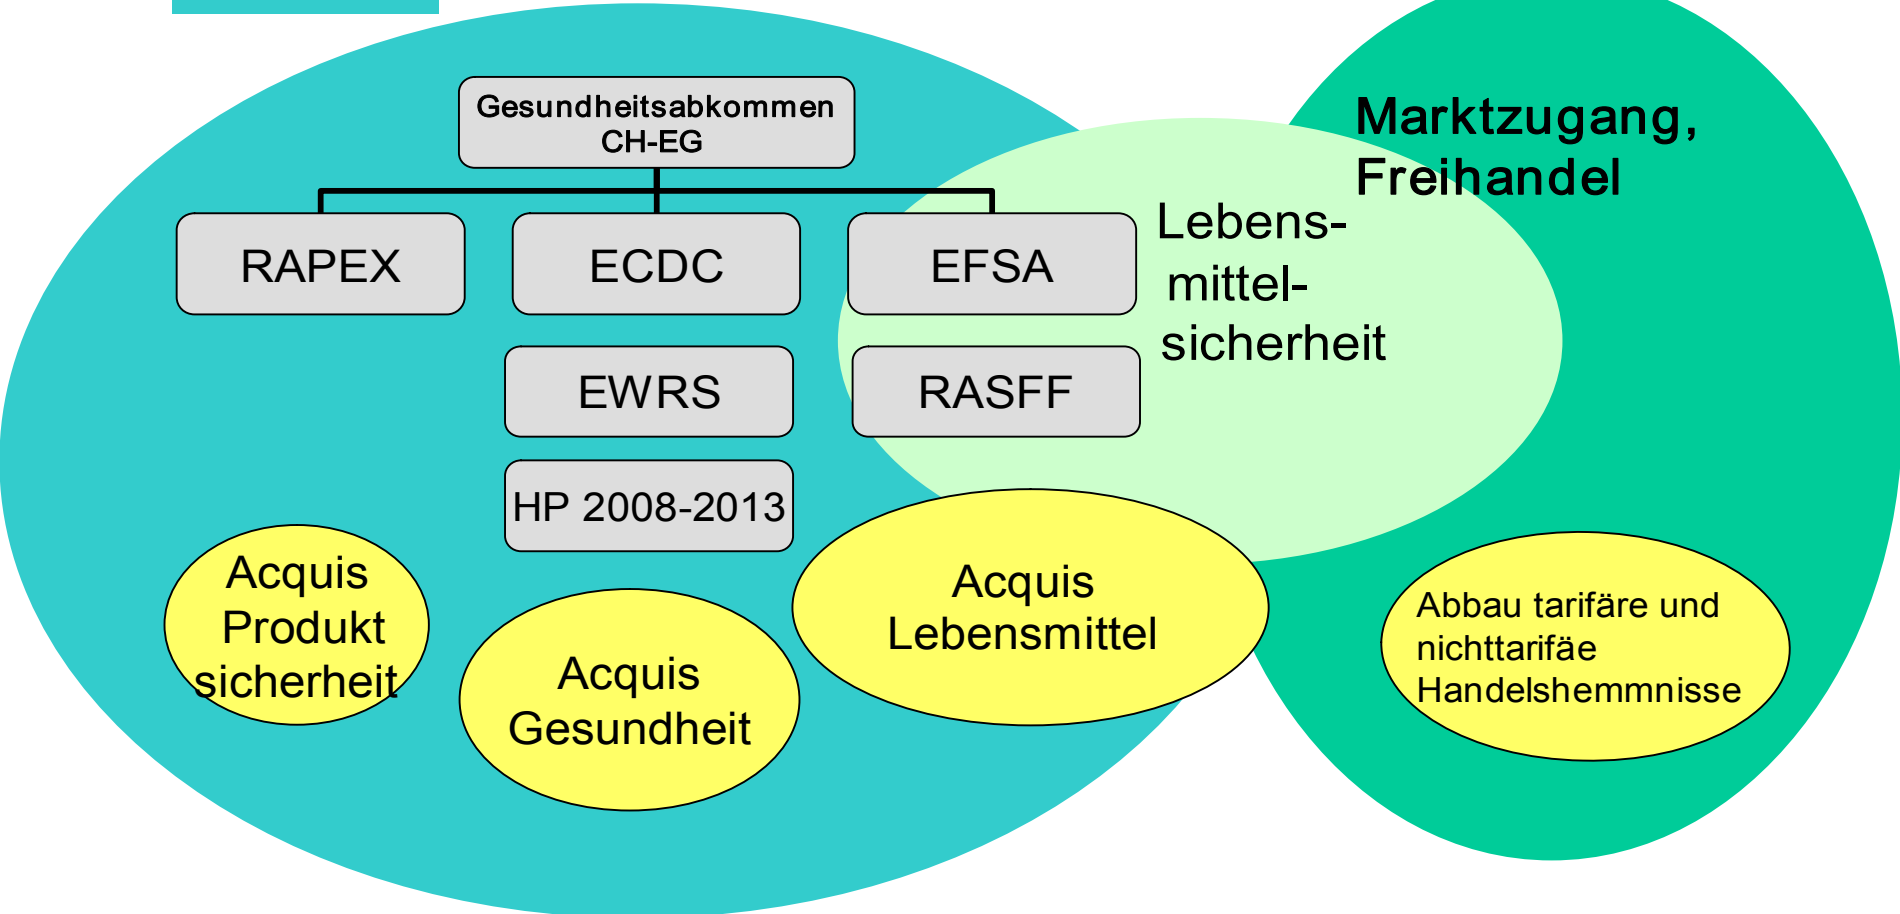 Gesundheitsabkommen
CH-EG
Marktzugang,
Freihandel
RAPEX
ECDC
EFSA
Lebens-
mittel-
sicherheit
EWRS
RASFF
HP 2008-2013
Acquis
Produkt
sicherheit
Acquis
Gesundheit
Acquis
Lebensmittel
Abbau tarifäre und
nichttarifäe
Handelshemmnisse